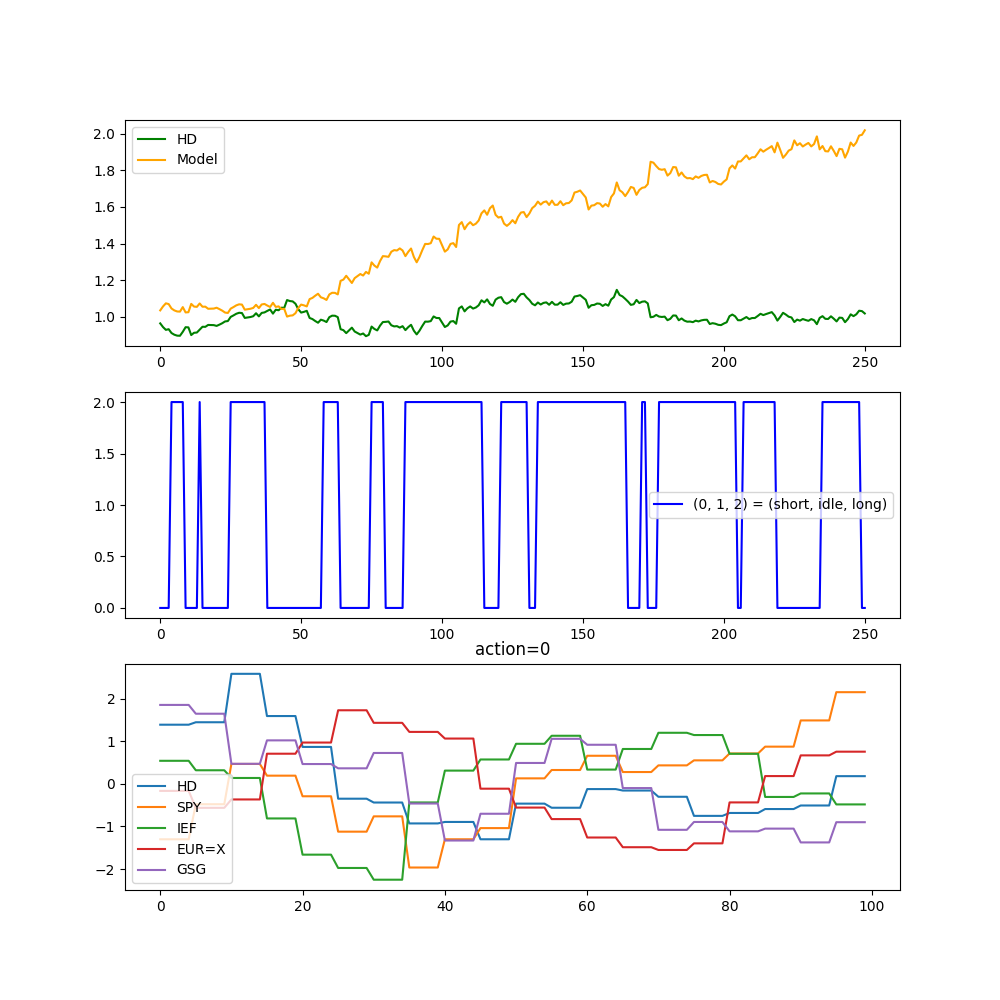 HD
Model
2.0
1.8
1.6
1.4
1.2
1.0
0 50 100 150 200 250
2.0
1.5
1.0
0.5
0.0
(0, 1, 2) = (short, idle, long)
0 50 100 150 200 250
action=0
2
1
0
−1
−2
HD
SPY
IEF
EUR=X
GSG
0 20 40 60 80 100